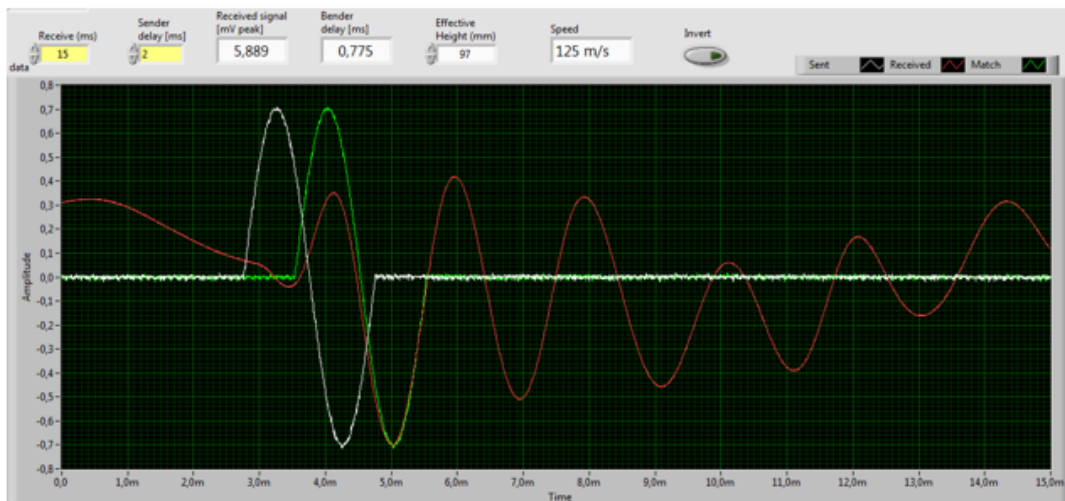 Receive (ms)
15
Sender
delay [ms]
2
Received signal
[mV peak]
5,889
Bender
delay [ms]
0,775
Effective
Height (mm)
97
Speed
125 m/s
Invert
data
Sent
Received
Match
0,8
0,7
0,6
0,5
0,4
0,3
0,2
0,1
0,0
-0,1
-0,2
-0,3
-0,4
-0,5
-0,6
-0,7
-0,8
Amplitude
0,0
1,0m
2,0m
3,0m
4,0m
5,0m
6,0m
7,0m
8,0m
9,0m
10,0m
11,0m
12,0m
13,0m
14,0m
15,0m
Time